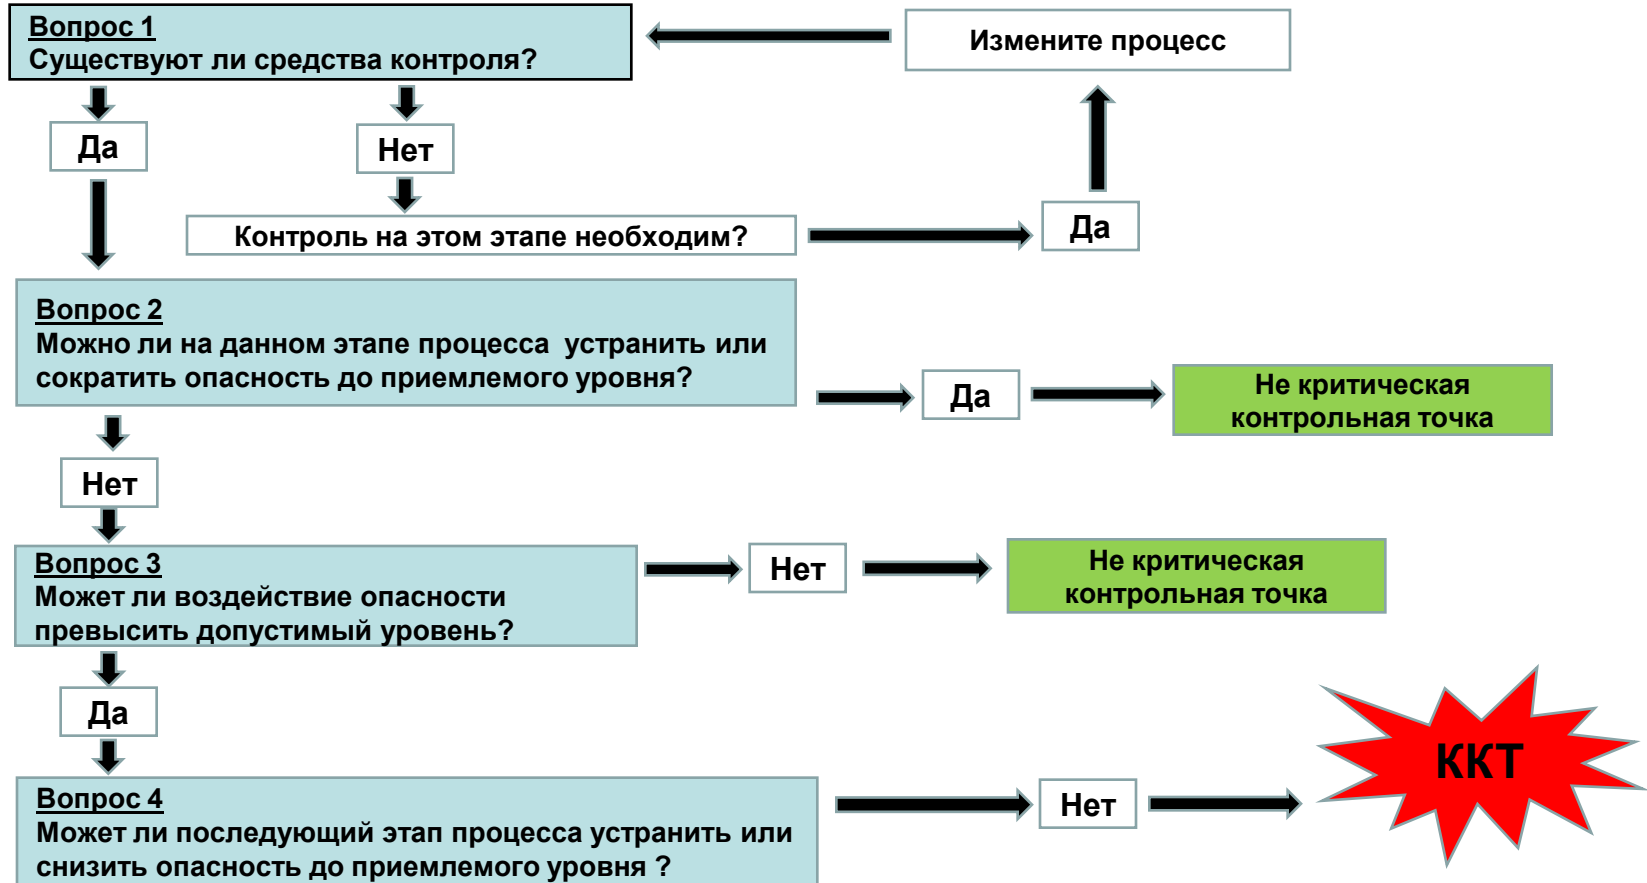 Вопрос 1
Существуют ли средства контроля?
Измените процесс
Да
Нет
Контроль на этом этапе необходим?
Да
Вопрос 2
Можно ли на данном этапе процесса устранить или
сократить опасность до приемлемого уровня?
Да
Не критическая
контрольная точка
Нет
Вопрос 3
Может ли воздействие опасности
превысить допустимый уровень?
Нет
Не критическая
контрольная точка
Да
Вопрос 4
Может ли последующий этап процесса устранить или
снизить опасность до приемлемого уровня ?
Нет
ККТ